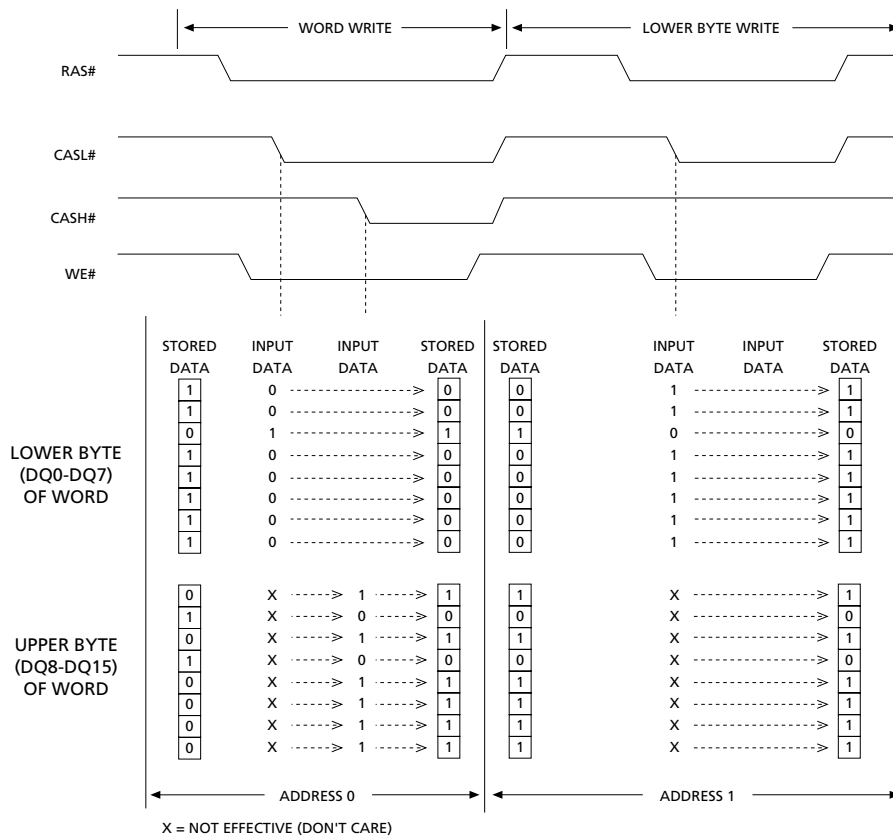 WORD WRITE LOWER BYTE WRITE
RAS#
CASL#
CASH#
WE#
STORED INPUT INPUT STORED STORED INPUT INPUT STORED
DATA DATA DATA DATA DATA DATA DATA DATA
1 0 0 0 1 1
1 0 0 0 1 1
0 1 1 1 0 0
1 0 0 0 1 1
1 0 0 0 1 1
1 0 0 0 1 1
1 0 0 0 1 1
1 0 0 0 1 1
LOWER BYTE
(DQ0-DQ7)
OF WORD
0 X 1 1 1 X 1
1 X 0 0 0 X 0
0 X 1 1 1 X 1
1 X 0 0 0 X 0
0 X 1 1 1 X 1
0 X 1 1 1 X 1
0 X 1 1 1 X 1
0 X 1 1 1 X 1
UPPER BYTE
(DQ8-DQ15)
OF WORD
ADDRESS 0 ADDRESS 1
X = NOT EFFECTIVE (DON'T CARE)